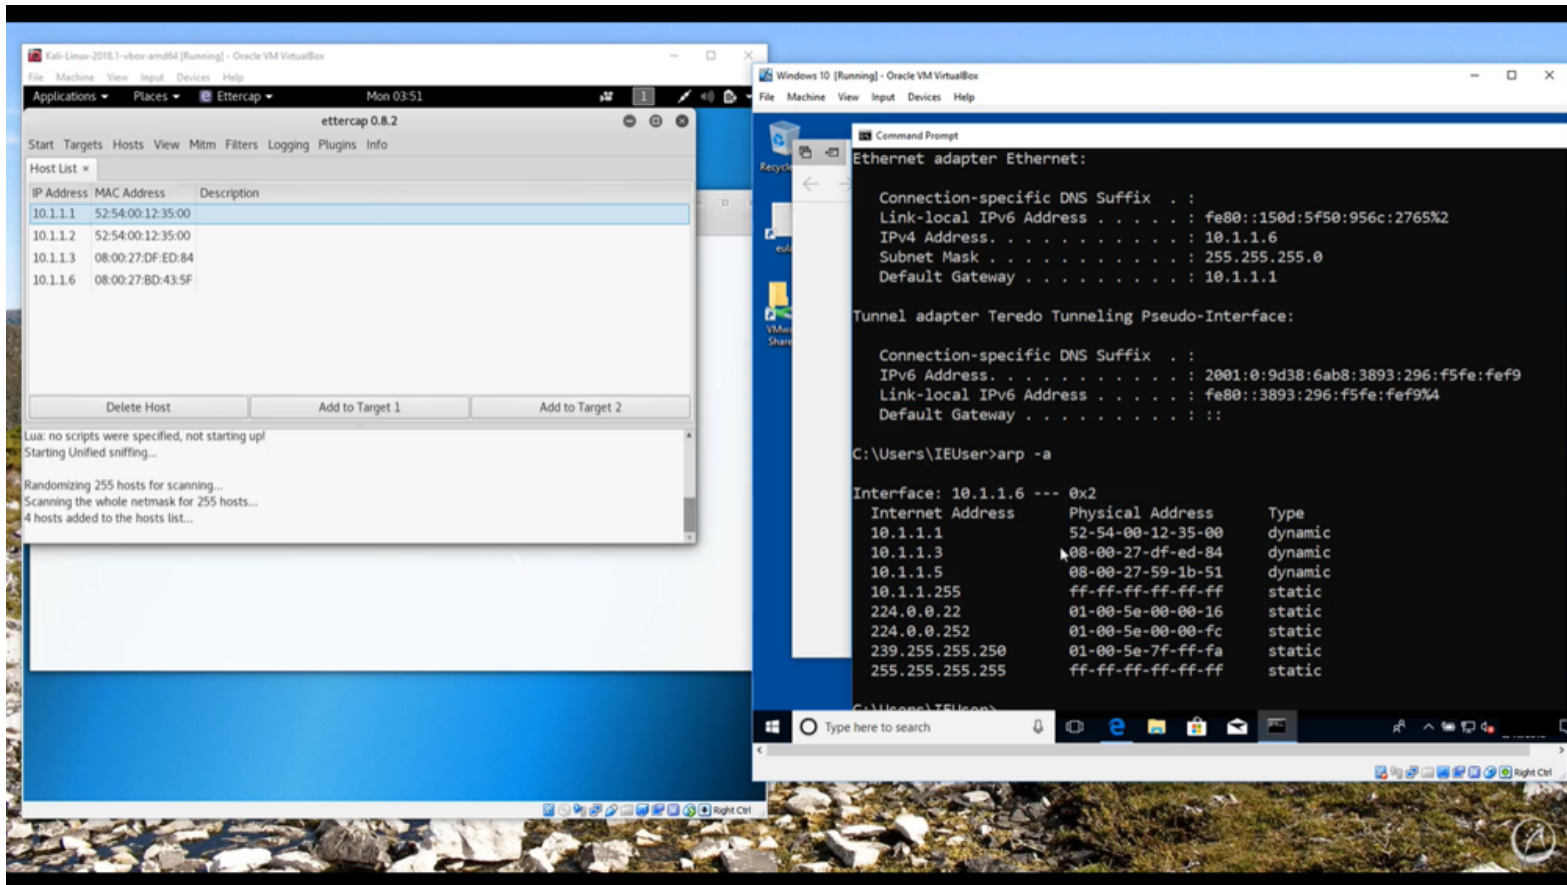 Kali-Linux-2018.1-vbox-amd64 [Running] - Oracle VM VirtualBox
File Machine View Input Devices Help
Applications Places Ettercap Mon 03:51 1
ettercap 0.8.2
Start Targets Hosts View Mitm Filters Logging Plugins Info
Host List ×
IP Address MAC Address Description
10.1.1.1 52:54:00:12:35:00
10.1.1.2 52:54:00:12:35:00
10.1.1.3 08:00:27:DF:ED:84
10.1.1.6 08:00:27:BD:43:5F
Delete Host Add to Target 1 Add to Target 2
Lua: no scripts were specified, not starting up!
Starting Unified sniffing...
Randomizing 255 hosts for scanning...
Scanning the whole netmask for 255 hosts...
4 hosts added to the hosts list...
Right Ctrl
Windows 10 [Running] - Oracle VM VirtualBox
File Machine View Input Devices Help
Recycle
eula
VMwa
Share
Command Prompt
Ethernet adapter Ethernet:
Connection-specific DNS Suffix . :
Link-local IPv6 Address . . . . . : fe80::150d:5f50:956c:2765%2
IPv4 Address. . . . . . . . . . . : 10.1.1.6
Subnet Mask . . . . . . . . . . . : 255.255.255.0
Default Gateway . . . . . . . . . : 10.1.1.1
Tunnel adapter Teredo Tunneling Pseudo-Interface:
Connection-specific DNS Suffix . :
IPv6 Address. . . . . . . . . . . : 2001:0:9d38:6ab8:3893:296:f5fe:fef9
Link-local IPv6 Address . . . . . : fe80::3893:296:f5fe:fef9%4
Default Gateway . . . . . . . . . : ::
C:\Users\IEUser>arp -a
Interface: 10.1.1.6 --- 0x2
Internet Address Physical Address Type
10.1.1.1 52-54-00-12-35-00 dynamic
10.1.1.3 08-00-27-df-ed-84 dynamic
10.1.1.5 08-00-27-59-1b-51 dynamic
10.1.1.255 ff-ff-ff-ff-ff-ff static
224.0.0.22 01-00-5e-00-00-16 static
224.0.0.252 01-00-5e-00-00-fc static
239.255.255.250 01-00-5e-7f-ff-fa static
255.255.255.255 ff-ff-ff-ff-ff-ff static
C:\Users\IEUser>
Type here to search
Right Ctrl